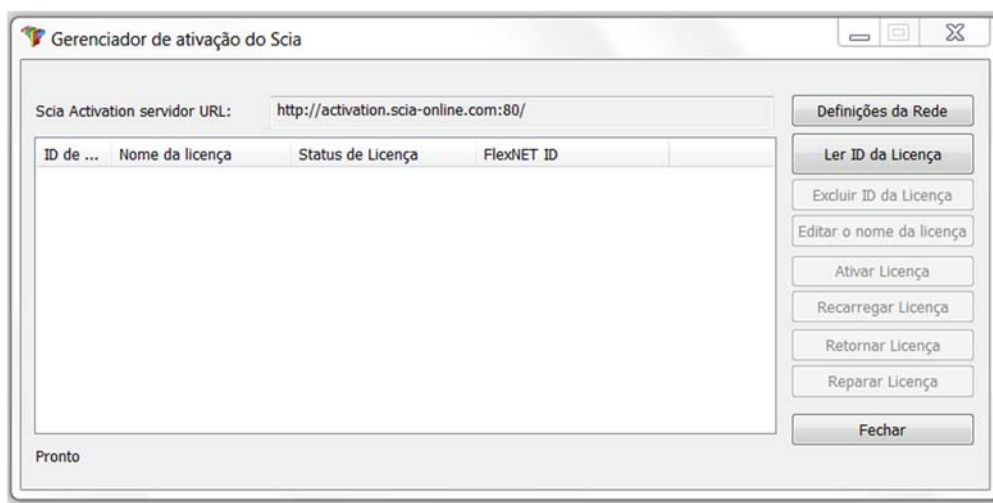 Gerenciador de ativação do Scia
Scia Activation servidor URL: http://activation.scia-online.com:80/ Definições da Rede
ID de ... Nome da licença Status de Licença FlexNET ID
Ler ID da Licença
Excluir ID da Licença
Editar o nome da licença
Ativar Licença
Recarregar Licença
Retornar Licença
Reparar Licença
Fechar
Pronto